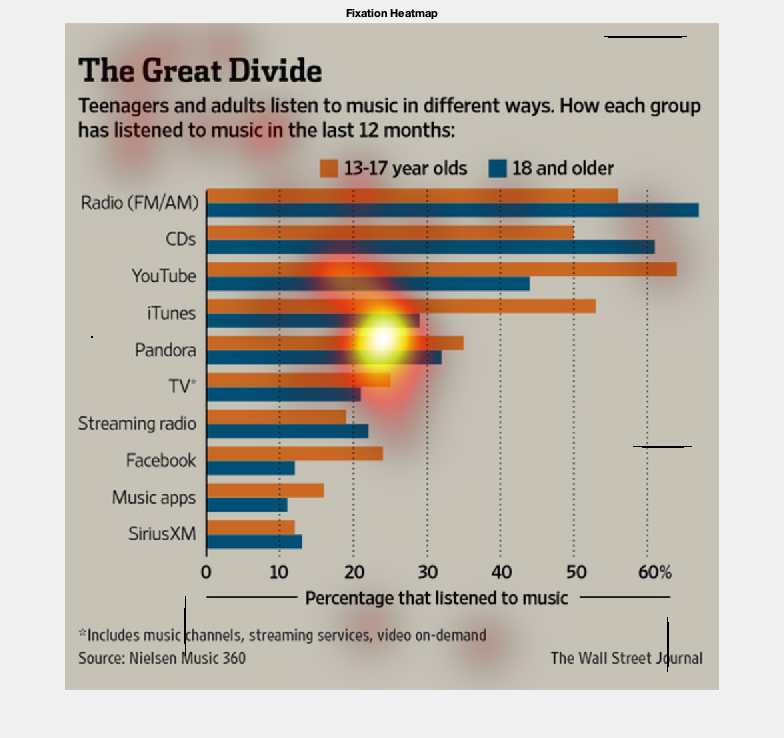 Fixation Heatmap
The Great Divide
Teenagers and adults listen to music in different ways. How each group
has listened to music in the last 12 months:
13-17 year olds 18 and older
Radio (FM/AM)
CDs
YouTube
iTunes
Pandora
TV*
Streaming radio
Facebook
Music apps
SiriusXM
0 10 20 30 40 50 60%
Percentage that listened to music
*Includes music channels, streaming services, video on-demand
Source: Nielsen Music 360 The Wall Street Journal